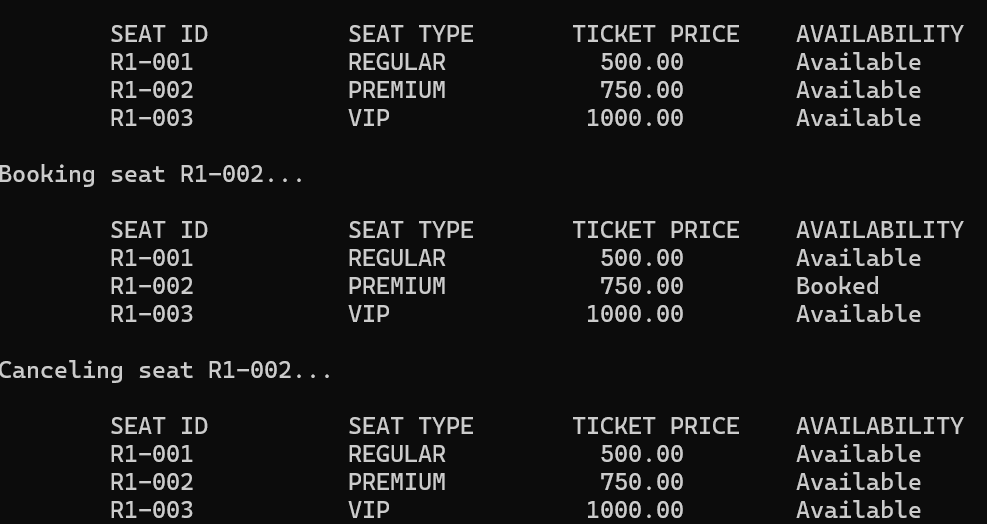 SEAT ID SEAT TYPE TICKET PRICE AVAILABILITY
R1-001 REGULAR 500.00 Available
R1-002 PREMIUM 750.00 Available
R1-003 VIP 1000.00 Available
Booking seat R1-002...
SEAT ID SEAT TYPE TICKET PRICE AVAILABILITY
R1-001 REGULAR 500.00 Available
R1-002 PREMIUM 750.00 Booked
R1-003 VIP 1000.00 Available
Canceling seat R1-002...
SEAT ID SEAT TYPE TICKET PRICE AVAILABILITY
R1-001 REGULAR 500.00 Available
R1-002 PREMIUM 750.00 Available
R1-003 VIP 1000.00 Available